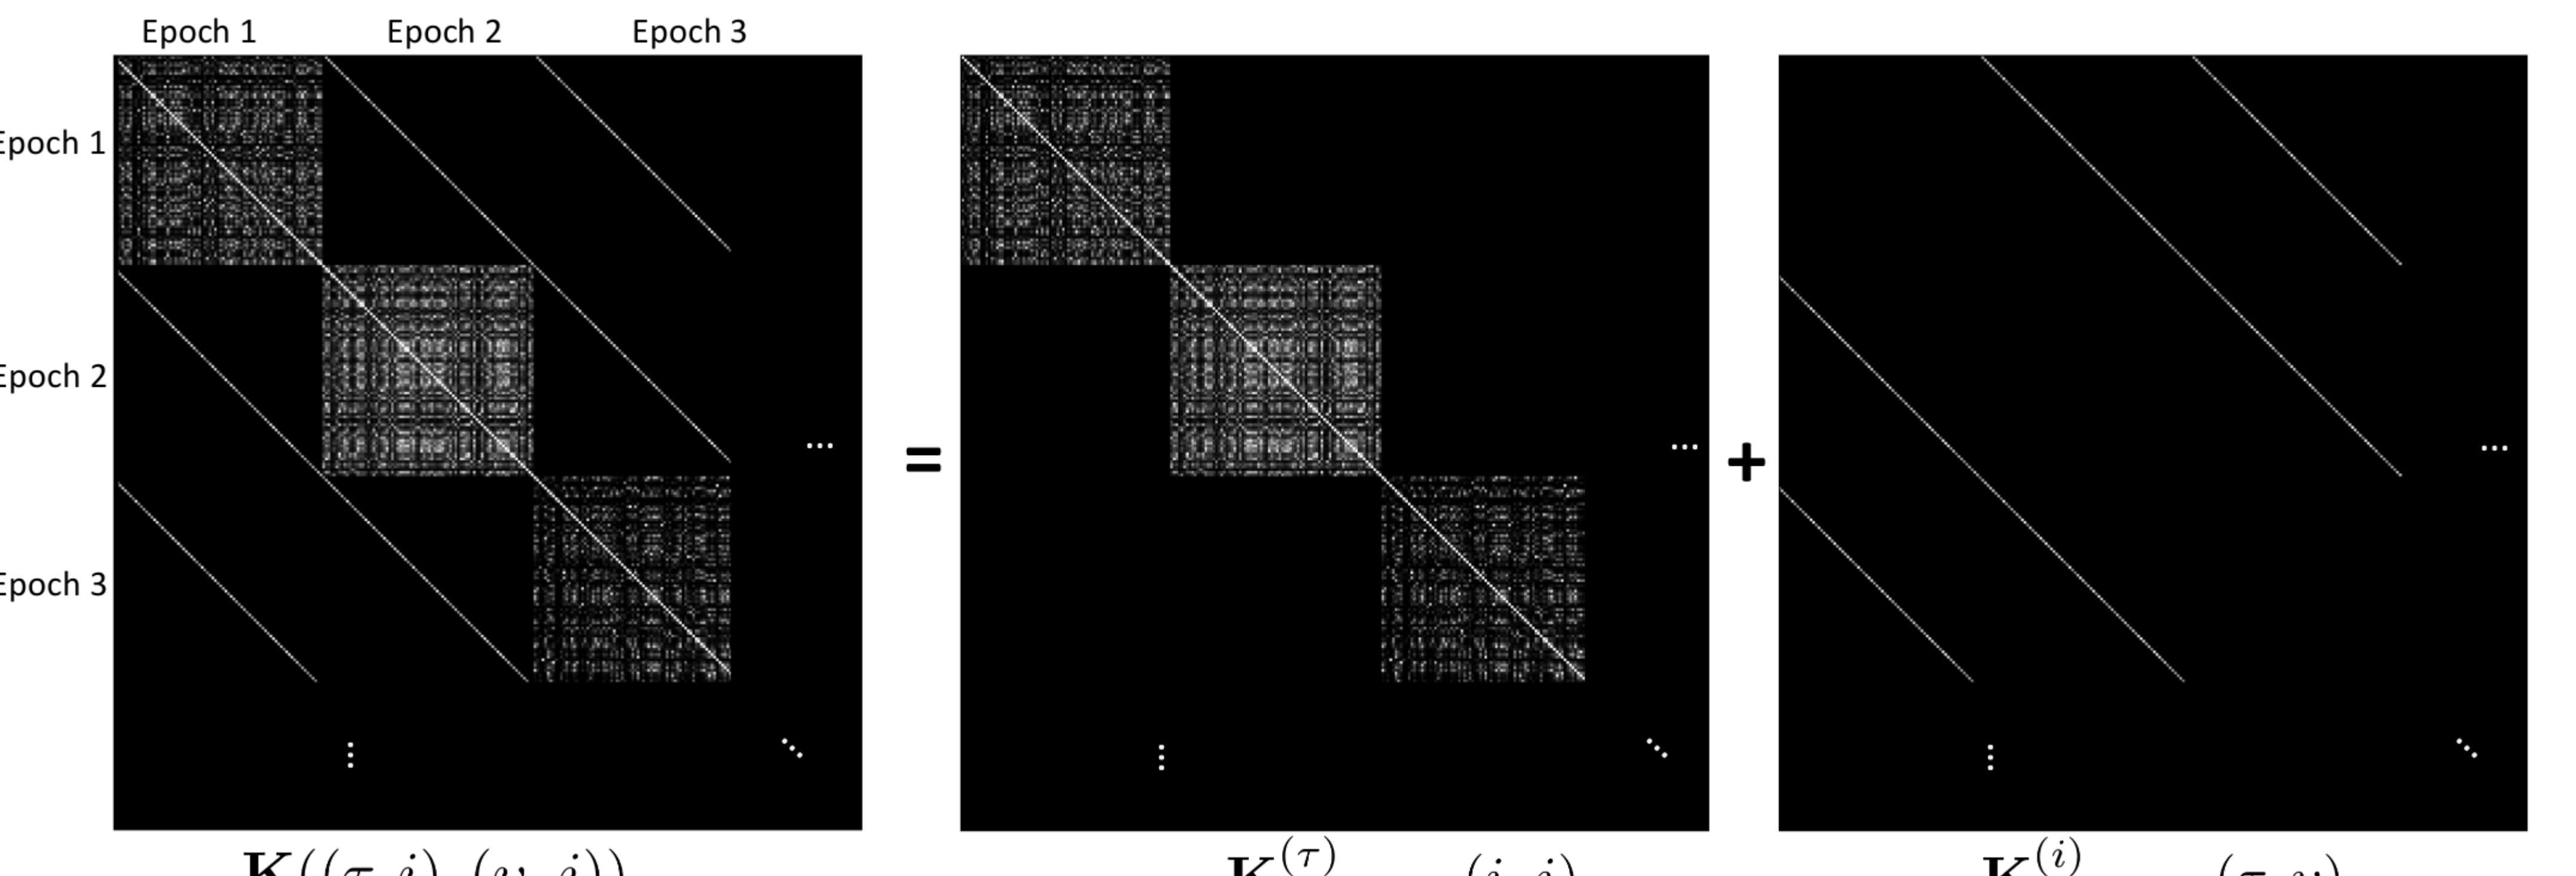 Epoch 1 Epoch 2 Epoch 3
Epoch 1
Epoch 2
... = ... + ...
Epoch 3
K((τ,i),(ν,j)) K^(τ) (i,j) K^(i) (τ,ν)